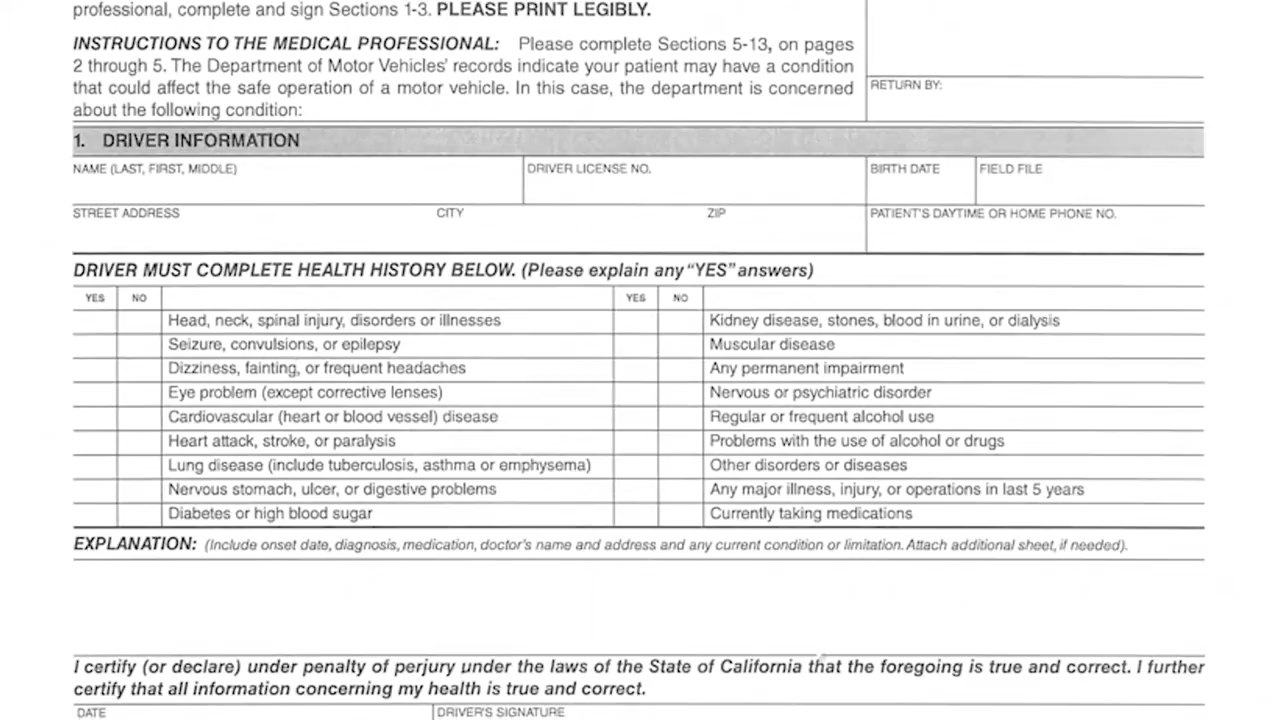 professional, complete and sign Sections 1-3. PLEASE PRINT LEGIBLY.
INSTRUCTIONS TO THE MEDICAL PROFESSIONAL: Please complete Sections 5-13, on pages
2 through 5. The Department of Motor Vehicles' records indicate your patient may have a condition
that could affect the safe operation of a motor vehicle. In this case, the department is concerned
about the following condition:
RETURN BY:
1. DRIVER INFORMATION
NAME (LAST, FIRST, MIDDLE) DRIVER LICENSE NO. BIRTH DATE FIELD FILE
STREET ADDRESS CITY ZIP PATIENT'S DAYTIME OR HOME PHONE NO.
DRIVER MUST COMPLETE HEALTH HISTORY BELOW. (Please explain any "YES" answers)
YES NO YES NO
Head, neck, spinal injury, disorders or illnesses Kidney disease, stones, blood in urine, or dialysis
Seizure, convulsions, or epilepsy Muscular disease
Dizziness, fainting, or frequent headaches Any permanent impairment
Eye problem (except corrective lenses) Nervous or psychiatric disorder
Cardiovascular (heart or blood vessel) disease Regular or frequent alcohol use
Heart attack, stroke, or paralysis Problems with the use of alcohol or drugs
Lung disease (include tuberculosis, asthma or emphysema) Other disorders or diseases
Nervous stomach, ulcer, or digestive problems Any major illness, injury, or operations in last 5 years
Diabetes or high blood sugar Currently taking medications
EXPLANATION: (Include onset date, diagnosis, medication, doctor's name and address and any current condition or limitation. Attach additional sheet, if needed).
I certify (or declare) under penalty of perjury under the laws of the State of California that the foregoing is true and correct. I further
certify that all information concerning my health is true and correct.
DATE DRIVER'S SIGNATURE